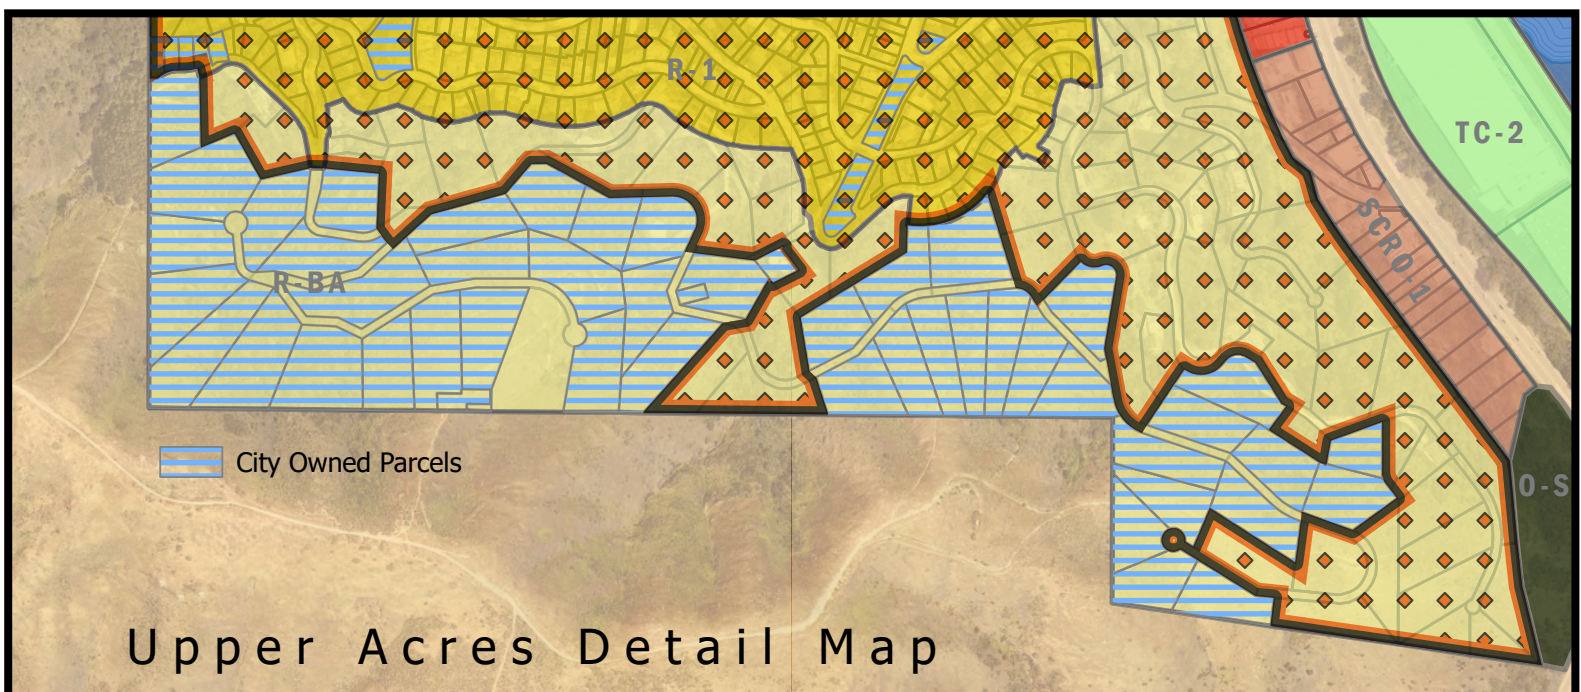 R-1
TC-2
SCRO-1
R-BA
City Owned Parcels
O-S
Upper Acres Detail Map